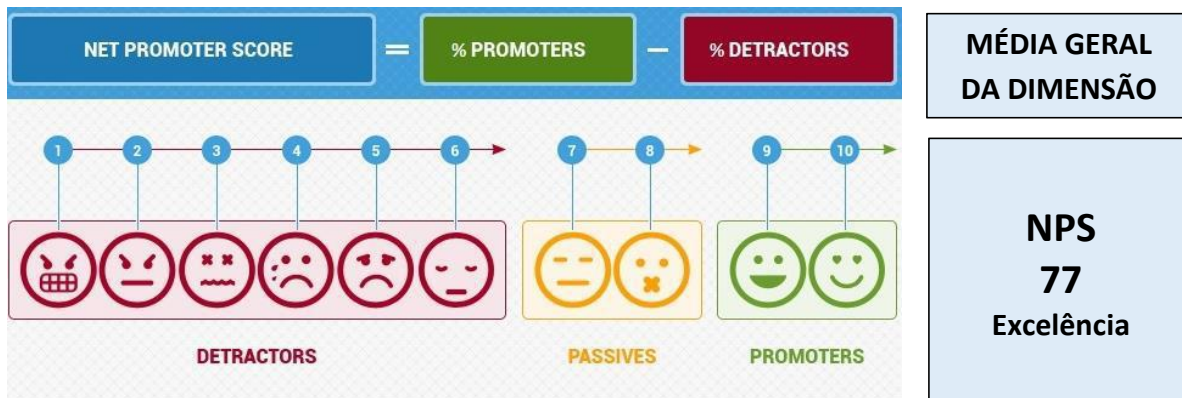 NET PROMOTER SCORE = % PROMOTERS − % DETRACTORS
1 2 3 4 5 6 7 8 9 10
DETRACTORS PASSIVES PROMOTERS
MÉDIA GERAL
DA DIMENSÃO
NPS
77
Excelência